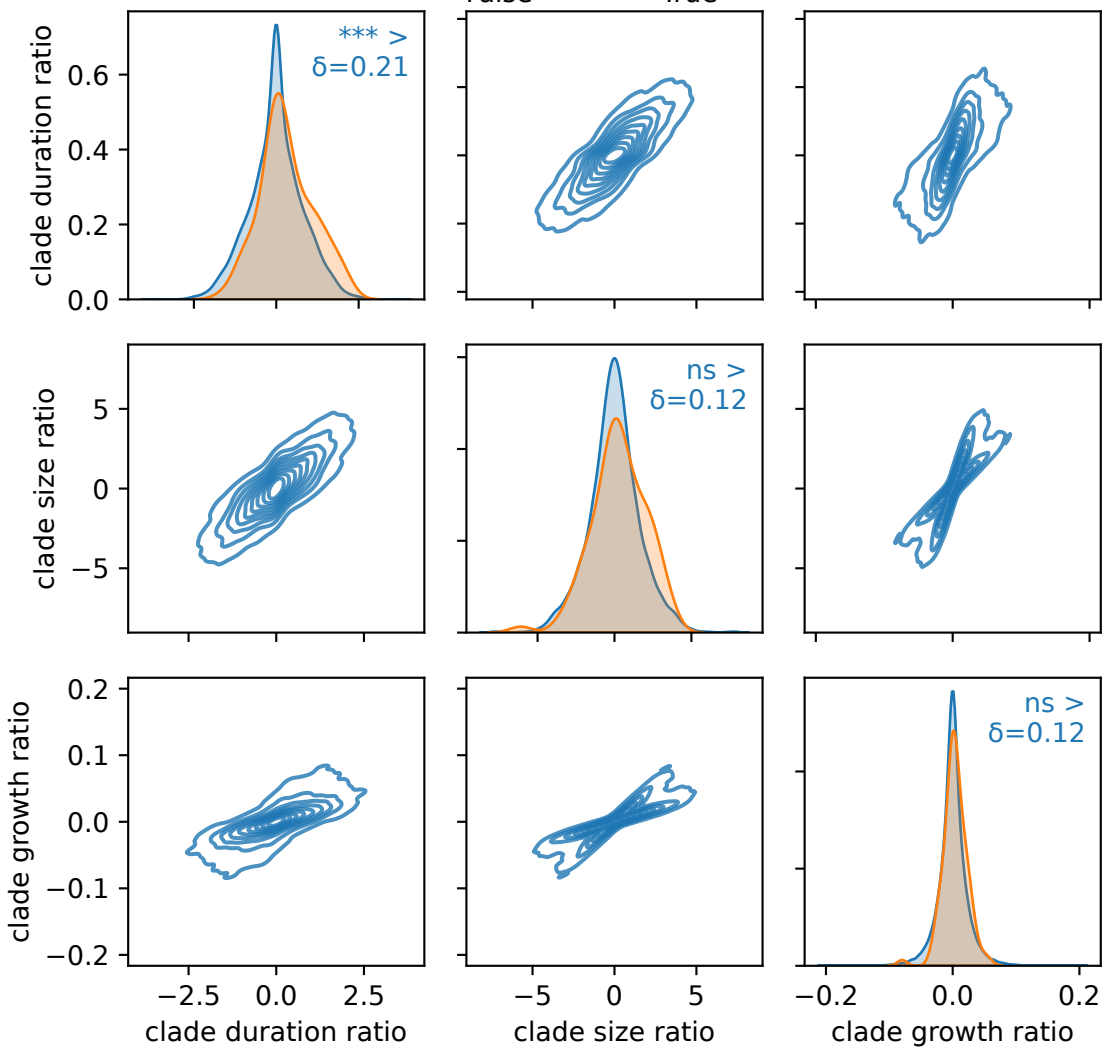 True
clade duration ratio
0.6
0.4
0.2
0.0
*** >
δ=0.21
clade size ratio
5
0
−5
ns >
δ=0.12
clade growth ratio
0.2
0.1
0.0
−0.1
−0.2
ns >
δ=0.12
−2.5 0.0 2.5
−5 0 5
−0.2 0.0 0.2
clade duration ratio
clade size ratio
clade growth ratio